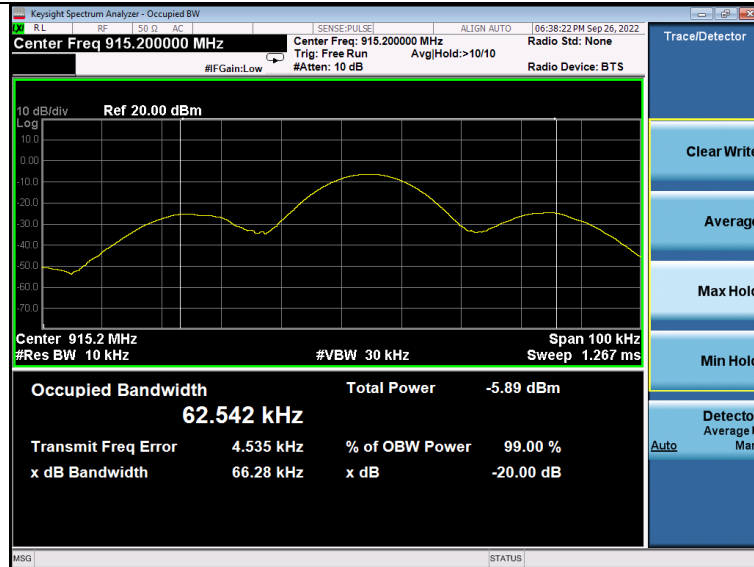 Keysight Spectrum Analyzer - Occupied BW
LXI RL RF 50 Ω AC SENSE:PULSE ALIGN AUTO 06:38:22 PM Sep 26, 2022
Center Freq 915.200000 MHz
Center Freq: 915.200000 MHz Radio Std: None
Trig: Free Run Avg|Hold:>10/10
#IFGain:Low #Atten: 10 dB Radio Device: BTS
Trace/Detector
10 dB/div Ref 20.00 dBm
Log
10.0
0.00
-10.0
-20.0
-30.0
-40.0
-50.0
-60.0
-70.0
Center 915.2 MHz Span 100 kHz
#Res BW 10 kHz #VBW 30 kHz Sweep 1.267 ms
Occupied Bandwidth Total Power -5.89 dBm
62.542 kHz
Transmit Freq Error 4.535 kHz % of OBW Power 99.00 %
x dB Bandwidth 66.28 kHz x dB -20.00 dB
Clear Write
Average
Max Hold
Min Hold
Detecto
Average
Auto Man
MSG STATUS